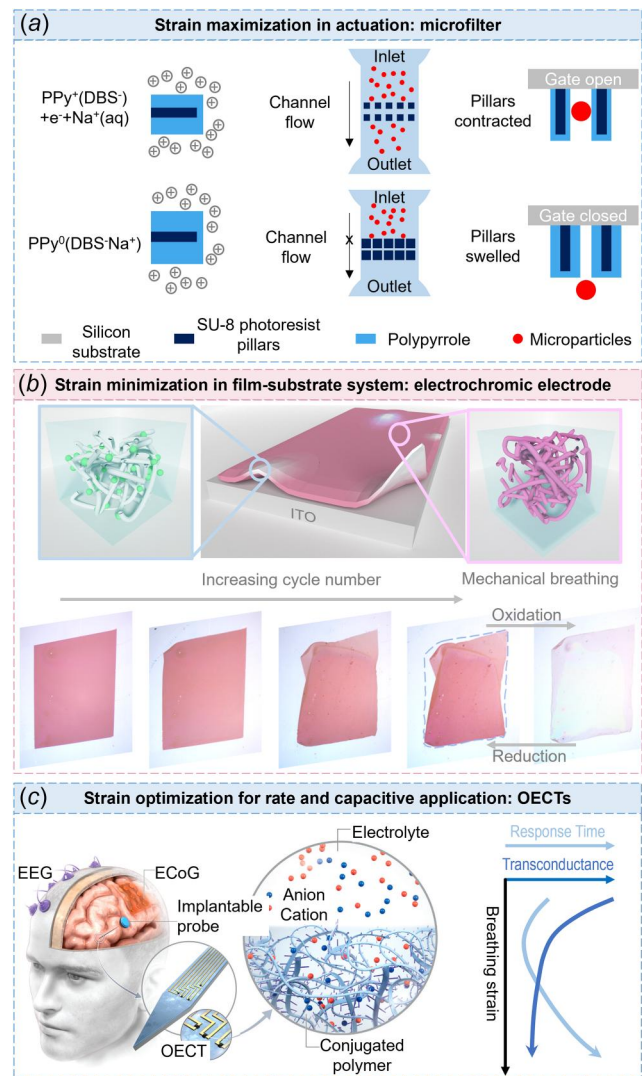 (a) Strain maximization in actuation: microfilter
PPy⁺(DBS⁻)
+e⁻+Na⁺(aq)
Channel
flow
Inlet
Outlet
Pillars
contracted
Gate open
PPy⁰(DBS⁻Na⁺)
Channel
flow
x
Inlet
Outlet
Pillars
swelled
Gate closed
Silicon
substrate
SU-8 photoresist
pillars
Polypyrrole
Microparticles
(b) Strain minimization in film-substrate system: electrochromic electrode
ITO
Increasing cycle number
Mechanical breathing
Oxidation
Reduction
(c) Strain optimization for rate and capacitive application: OECTs
EEG
ECoG
Implantable
probe
OECT
Electrolyte
Anion
Cation
Conjugated
polymer
Response Time
Transconductance
Breathing strain